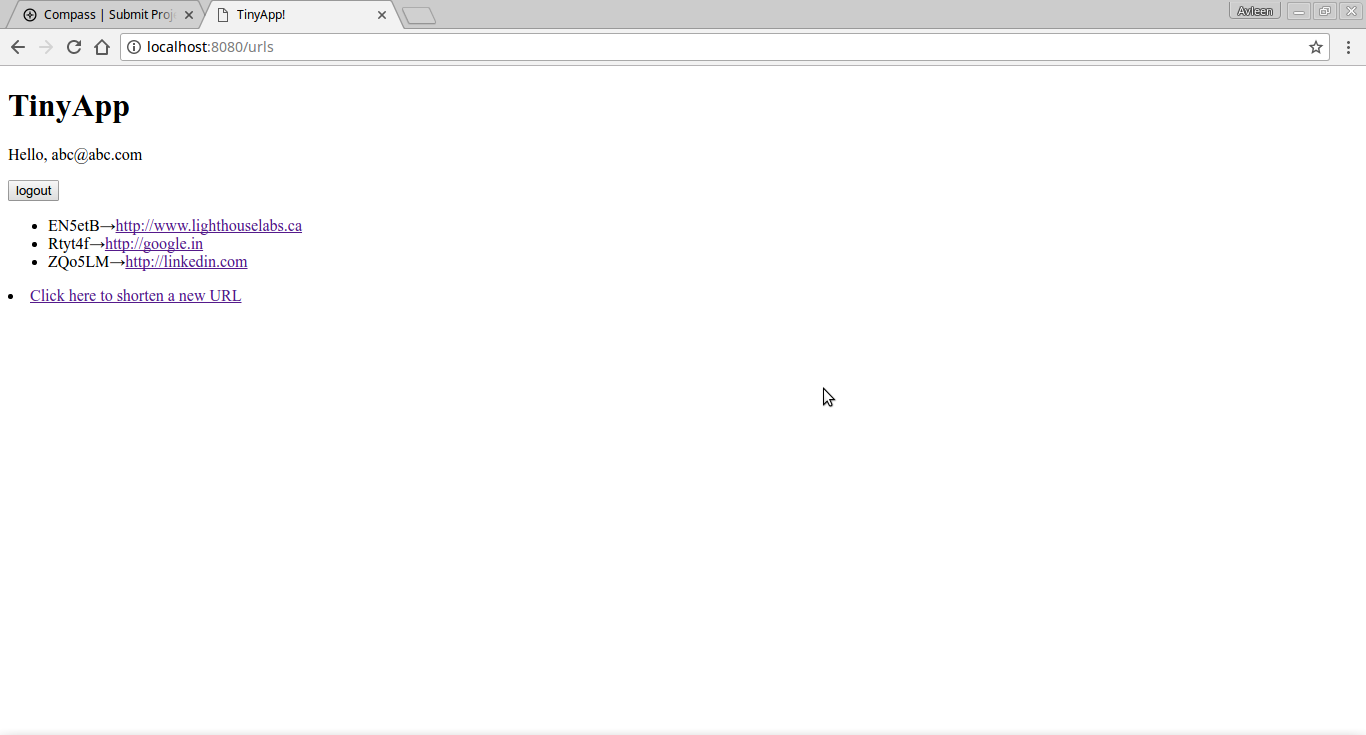 Compass | Submit Proj
TinyApp!
Avleen
localhost:8080/urls
TinyApp
Hello, abc@abc.com
logout
EN5etB→http://www.lighthouselabs.ca
Rtyt4f→http://google.in
ZQo5LM→http://linkedin.com
Click here to shorten a new URL